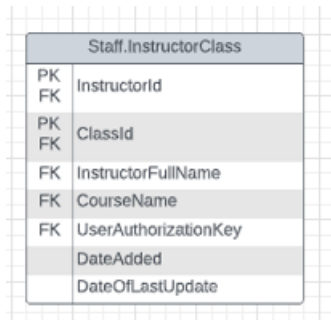 Staff.InstructorClass
PK
FK
InstructorId
PK
FK
ClassId
FK InstructorFullName
FK CourseName
FK UserAuthorizationKey
DateAdded
DateOfLastUpdate